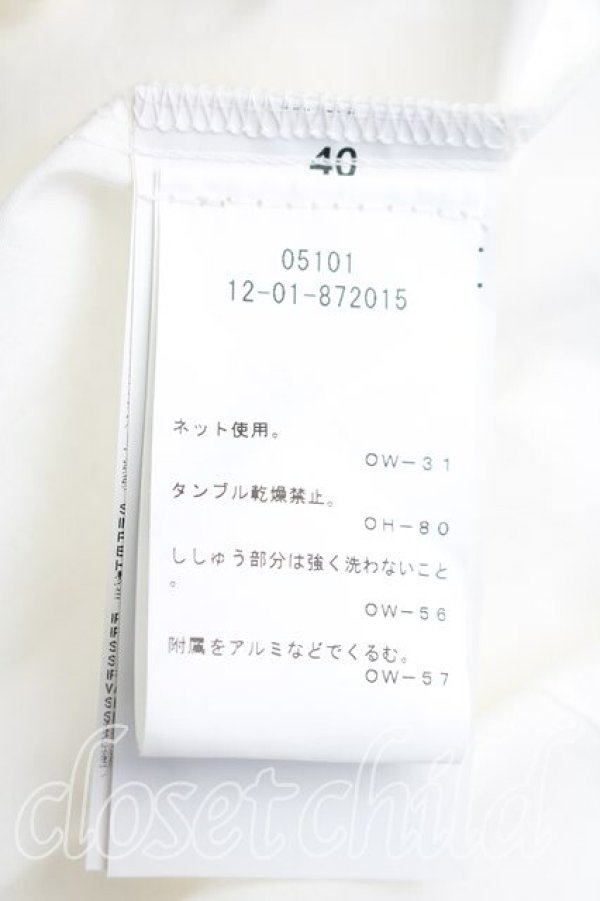 40
05101
12-01-872015
ネット使用。
OW-31
タンブル乾燥禁止。
OH-80
ししゅう部分は強く洗わないこと
。
OW-56
附属をアルミなどでくるむ。
OW-57
closet child